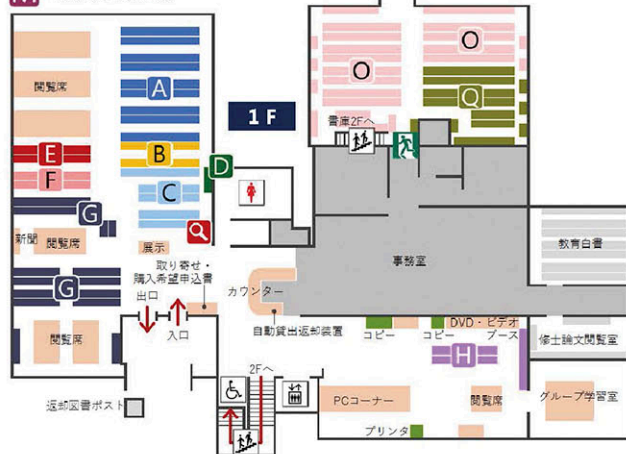 O
O
閲覧席
A
Q
1F
書庫2Fへ
E
B
F
D
C
G
新聞
閲覧席
展示
教育白書
取り寄せ・
購入希望申込書
事務室
G
カウンター
出口
入口
自動貸出返却装置
コピー
コピー
DVD・ビデオ
ブース
閲覧席
修士論文閲覧室
H
2Fへ
返却図書ポスト
PCコーナー
閲覧席
グループ学習室
プリンタ